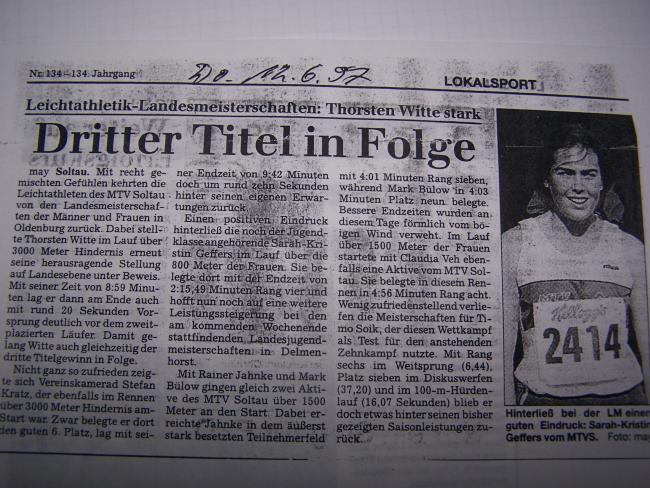 Nr. 134 – 134. Jahrgang
Do. 12.6.97
LOKALSPORT
Leichtathletik-Landesmeisterschaften: Thorsten Witte stark
Dritter Titel in Folge
may Soltau. Mit recht ge-
mischten Gefühlen kehrten die
Leichtathleten des MTV Soltau
von den Landesmeisterschaf-
ten der Männer und Frauen in
Oldenburg zurück. Dabei stell-
te Thorsten Witte im Lauf über
3000 Meter Hindernis erneut
seine herausragende Stellung
auf Landesebene unter Beweis.
Mit seiner Zeit von 8:59 Minu-
ten lag er dann am Ende auch
mit rund 20 Sekunden Vor-
sprung deutlich vor dem zweit-
plazierten Läufer. Damit ge-
lang Witte auch gleichzeitig der
dritte Titelgewinn in Folge.
Nicht ganz so zufrieden zeig-
te sich Vereinskamerad Stefan
Kratz, der ebenfalls im Rennen
über 3000 Meter Hindernis am
Start war. Zwar belegte er dort
den guten 6. Platz, lag mit sei-
ner Endzeit von 9:42 Minuten
doch um rund zehn Sekunden
hinter seinen eigenen Erwar-
tungen zurück.
Einen positiven Eindruck
hinterließ die noch der Jugend-
klasse angehörende Sarah-Kri-
stin Geffers im Lauf über die
800 Meter der Frauen. Sie be-
legte dort mit der Endzeit von
2:15,49 Minuten Rang vier und
hofft nun noch auf eine weitere
Leistungssteigerung bei den
am kommenden Wochenende
stattfindenden Landesjugend-
meisterschaften in Delmen-
horst.
Mit Rainer Jahnke und Mark
Bülow gingen gleich zwei Aktive
des MTV Soltau über 1500
Meter an den Start. Dabei er-
reichte Jahnke in dem äußerst
stark besetzten Teilnehmerfeld
mit 4:01 Minuten Rang sieben,
während Mark Bülow in 4:03
Minuten Platz neun belegte.
Bessere Endzeiten wurden an
diesem Tage förmlich vom bö-
igen Wind verweht. Im Lauf
über 1500 Meter der Frauen
startete mit Claudia Veh eben-
falls eine Aktive vom MTV Sol-
tau. Sie belegte in diesem Ren-
nen in 4:56 Minuten Rang acht.
Wenig zufriedenstellend ver-
liefen die Meisterschaften für Ti-
mo Soik, der diesen Wettkampf
als Test für den anstehenden
Zehnkampf nutzte. Mit Rang
sechs im Weitsprung (6,44),
Platz sieben im Diskuswerfen
(37,20) und im 100-m-Hürden-
lauf (16,07 Sekunden) blieb er
doch etwas hinter seinen bisher
gezeigten Saisonleistungen zu-
rück.
Kellogg's
2414
Hinterließ bei der LM einen
guten Eindruck: Sarah-Kristin
Geffers vom MTVS. Foto: may